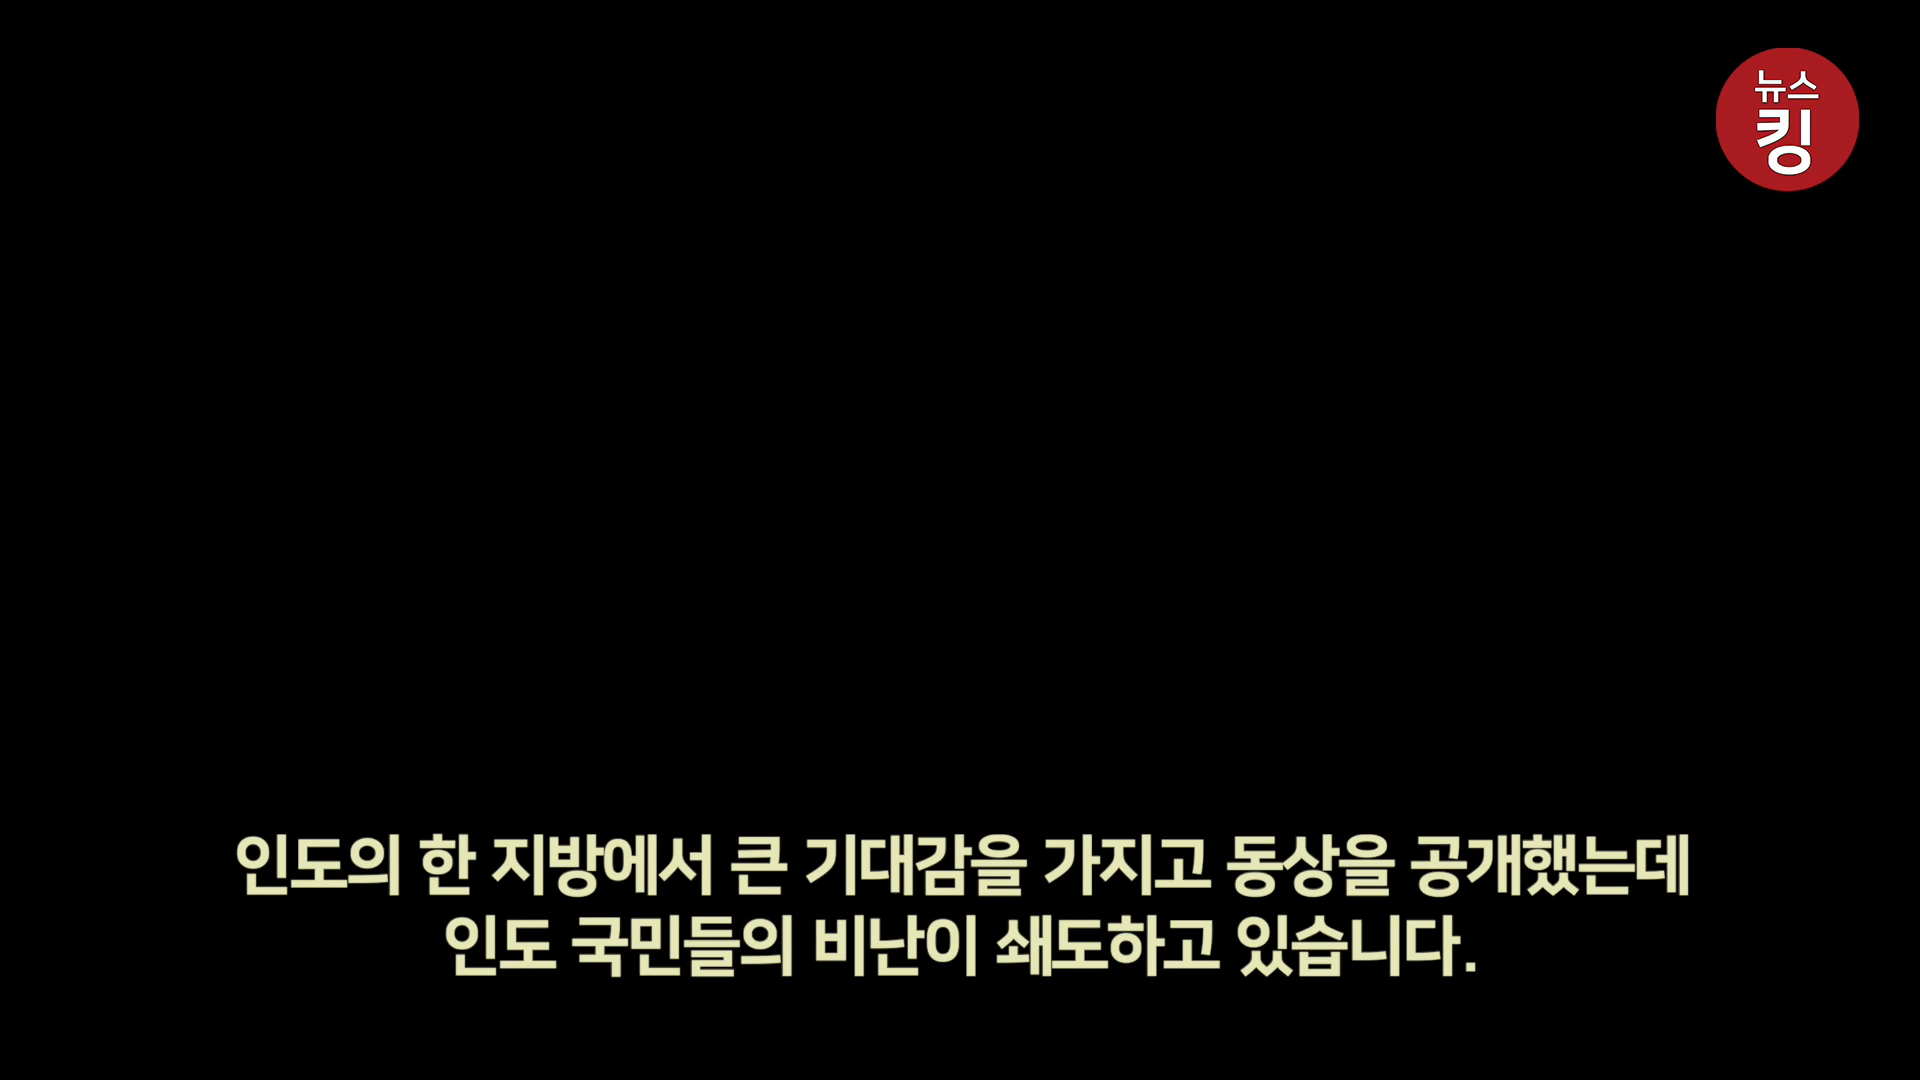 뉴스
킹
인도의 한 지방에서 큰 기대감을 가지고 동상을 공개했는데
인도 국민들의 비난이 쇄도하고 있습니다.